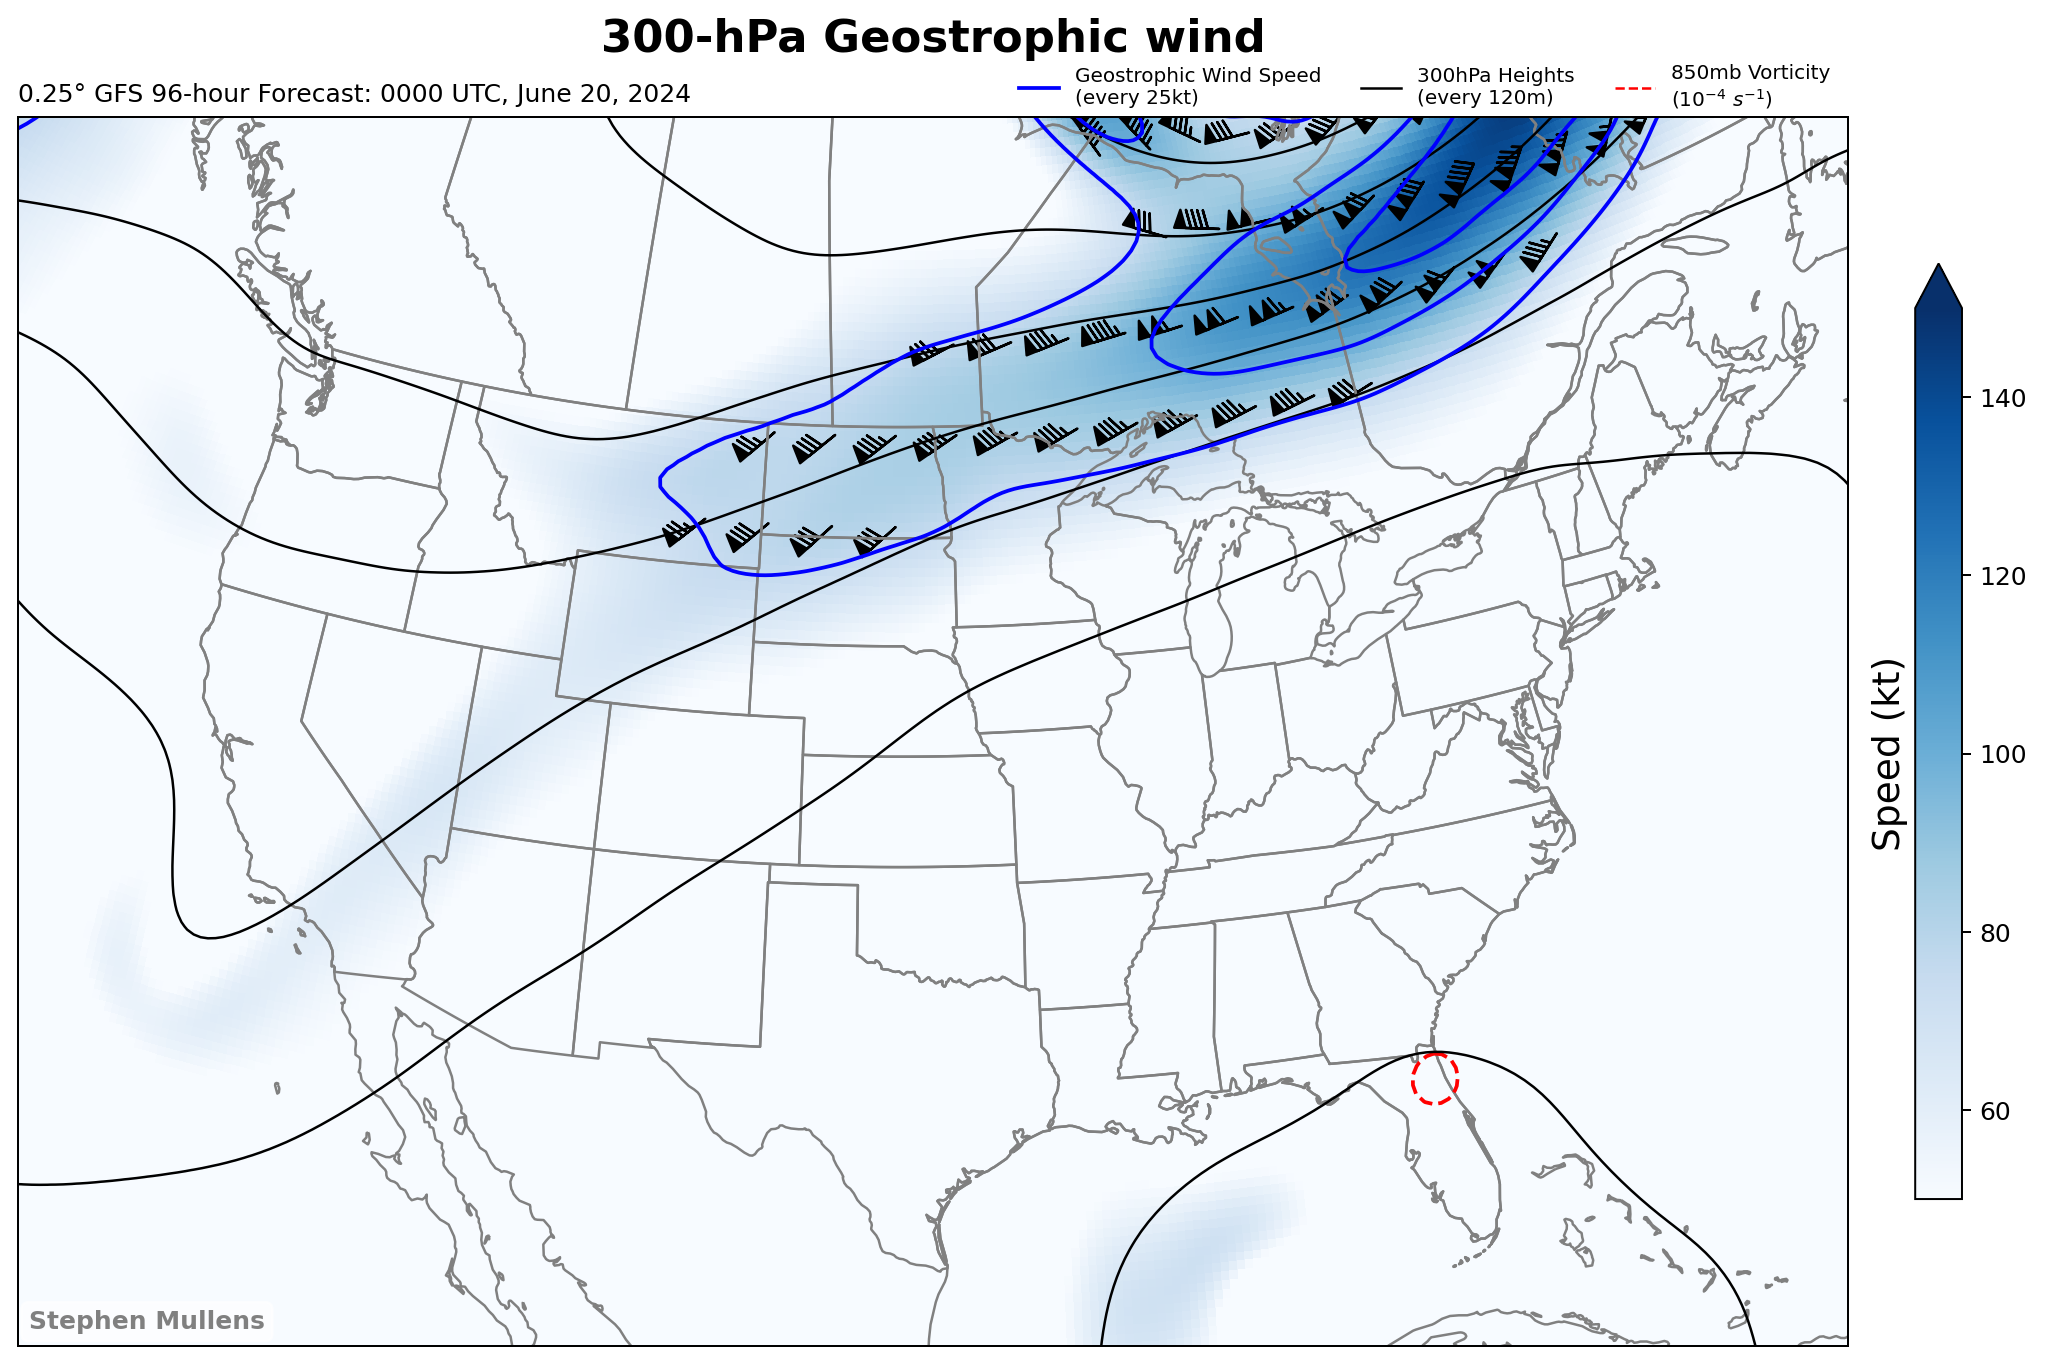 300-hPa Geostrophic wind
0.25° GFS 96-hour Forecast: 0000 UTC, June 20, 2024
Geostrophic Wind Speed
(every 25kt)
300hPa Heights
(every 120m)
850mb Vorticity
(10⁻⁴ s⁻¹)
140
120
100
80
60
Speed (kt)
Stephen Mullens